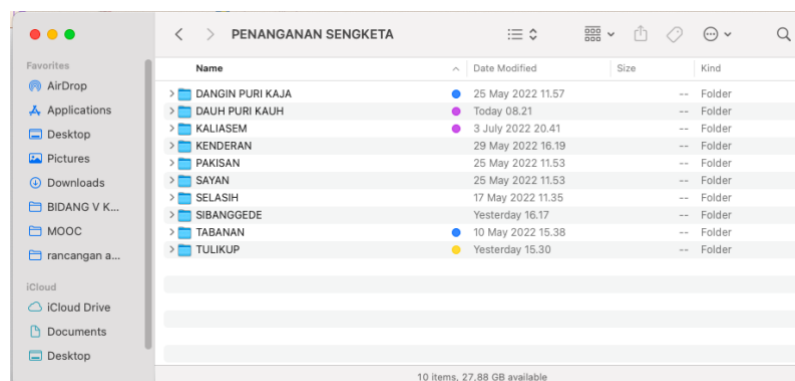 PENANGANAN SENGKETA
Favorites
AirDrop
Applications
Desktop
Pictures
Downloads
BIDANG V K...
MOOC
rancangan a...
iCloud
iCloud Drive
Documents
Desktop
Name Date Modified Size Kind
DANGIN PURI KAJA 25 May 2022 11.57 -- Folder
DAUH PURI KAUH Today 08.21 -- Folder
KALIASEM 3 July 2022 20.41 -- Folder
KENDERAN 29 May 2022 16.19 -- Folder
PAKISAN 25 May 2022 11.53 -- Folder
SAYAN 25 May 2022 11.53 -- Folder
SELASIH 17 May 2022 11.35 -- Folder
SIBANGGEDE Yesterday 16.17 -- Folder
TABANAN 10 May 2022 15.38 -- Folder
TULIKUP Yesterday 15.30 -- Folder
10 items, 27,88 GB available